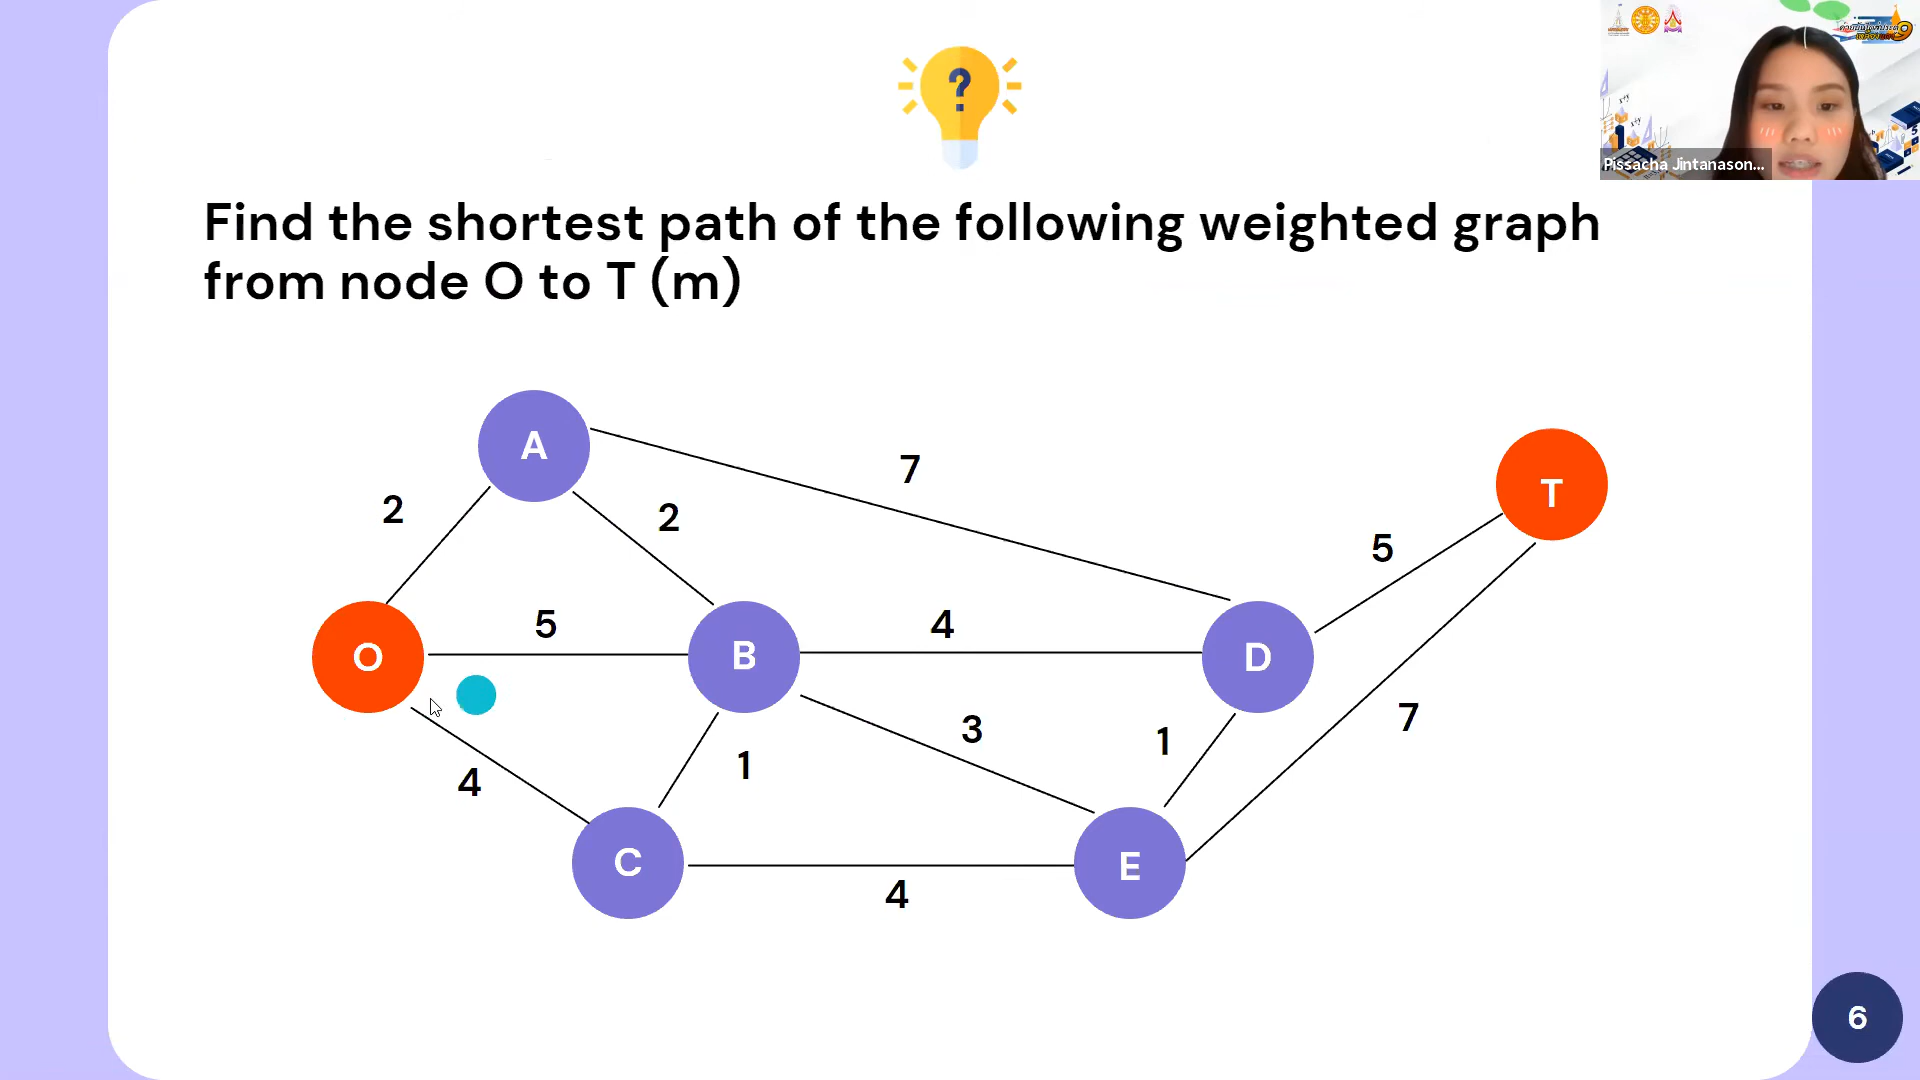 ?
Pissacha Jintanason...
Find the shortest path of the following weighted graph
from node O to T (m)
A
7
T
2
2
5
5
4
O
B
D
3
1
7
1
4
C
E
4
6